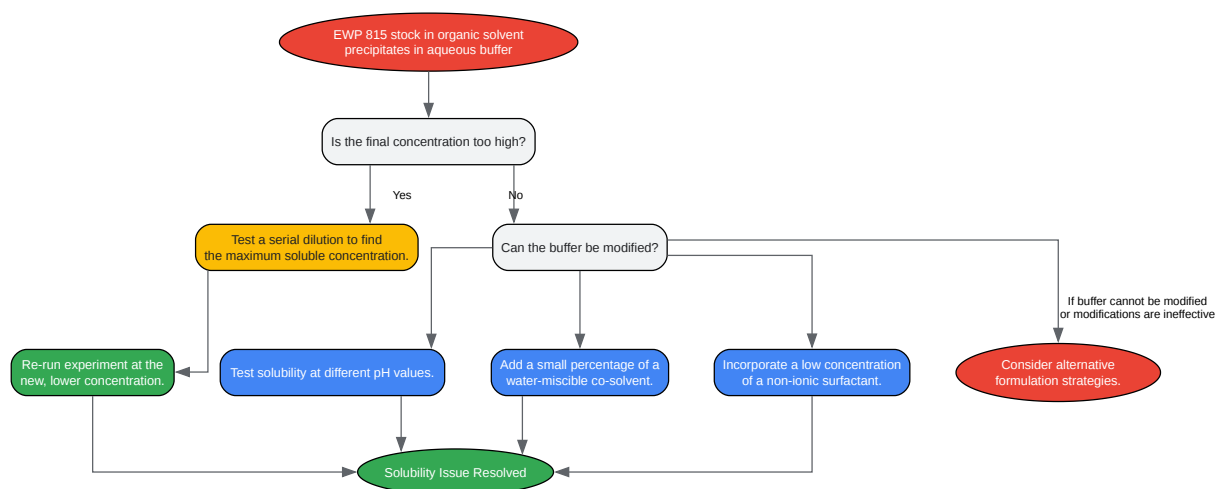 EWP 815 stock in organic solvent
precipitates in aqueous buffer
Is the final concentration too high?
Yes
No
Test a serial dilution to find
the maximum soluble concentration.
Can the buffer be modified?
If buffer cannot be modified
or modifications are ineffective
Re-run experiment at the
new, lower concentration.
Test solubility at different pH values.
Add a small percentage of a
water-miscible co-solvent.
Incorporate a low concentration
of a non-ionic surfactant.
Consider alternative
formulation strategies.
Solubility Issue Resolved